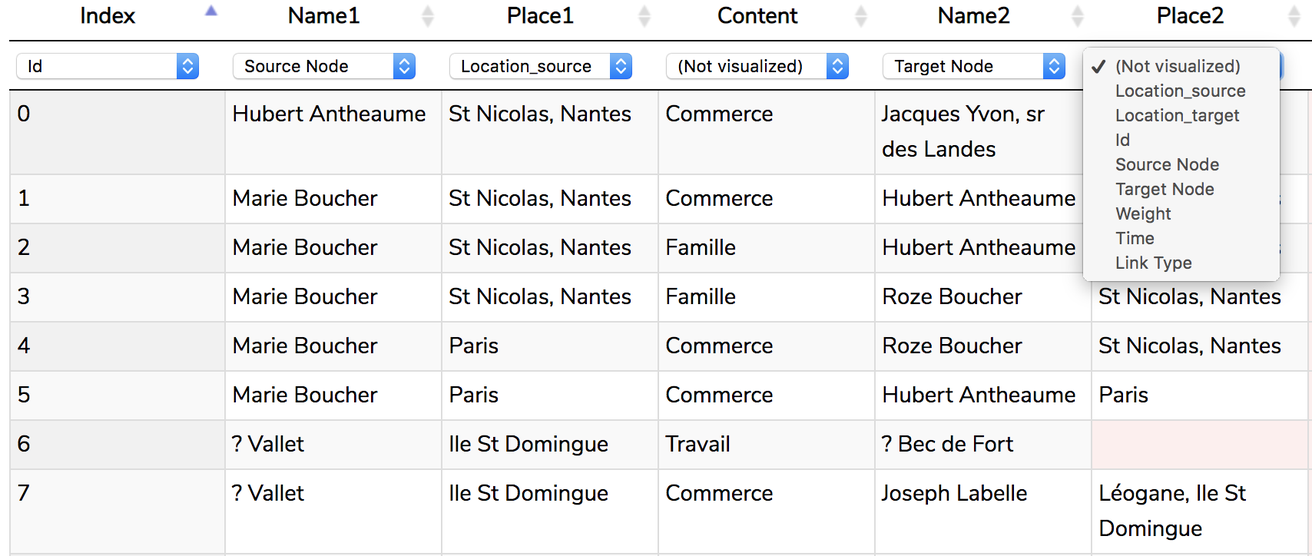 Index Name1 Place1 Content Name2 Place2
Id Source Node Location_source (Not visualized) Target Node
(Not visualized)
Location_source
Location_target
Id
Source Node
Target Node
Weight
Time
Link Type
0 Hubert Antheaume St Nicolas, Nantes Commerce Jacques Yvon, sr
des Landes
1 Marie Boucher St Nicolas, Nantes Commerce Hubert Antheaume
2 Marie Boucher St Nicolas, Nantes Famille Hubert Antheaume
3 Marie Boucher St Nicolas, Nantes Famille Roze Boucher St Nicolas, Nantes
4 Marie Boucher Paris Commerce Roze Boucher St Nicolas, Nantes
5 Marie Boucher Paris Commerce Hubert Antheaume Paris
6 ? Vallet Ile St Domingue Travail ? Bec de Fort
7 ? Vallet Ile St Domingue Commerce Joseph Labelle Léogane, Ile St
Domingue